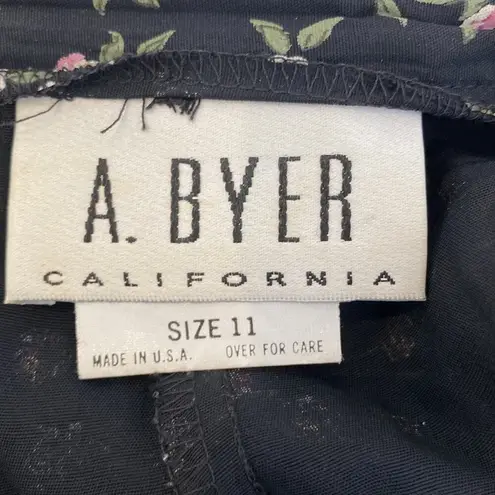 A. BYER
CALIFORNIA
SIZE 11
MADE IN U.S.A. OVER FOR CARE